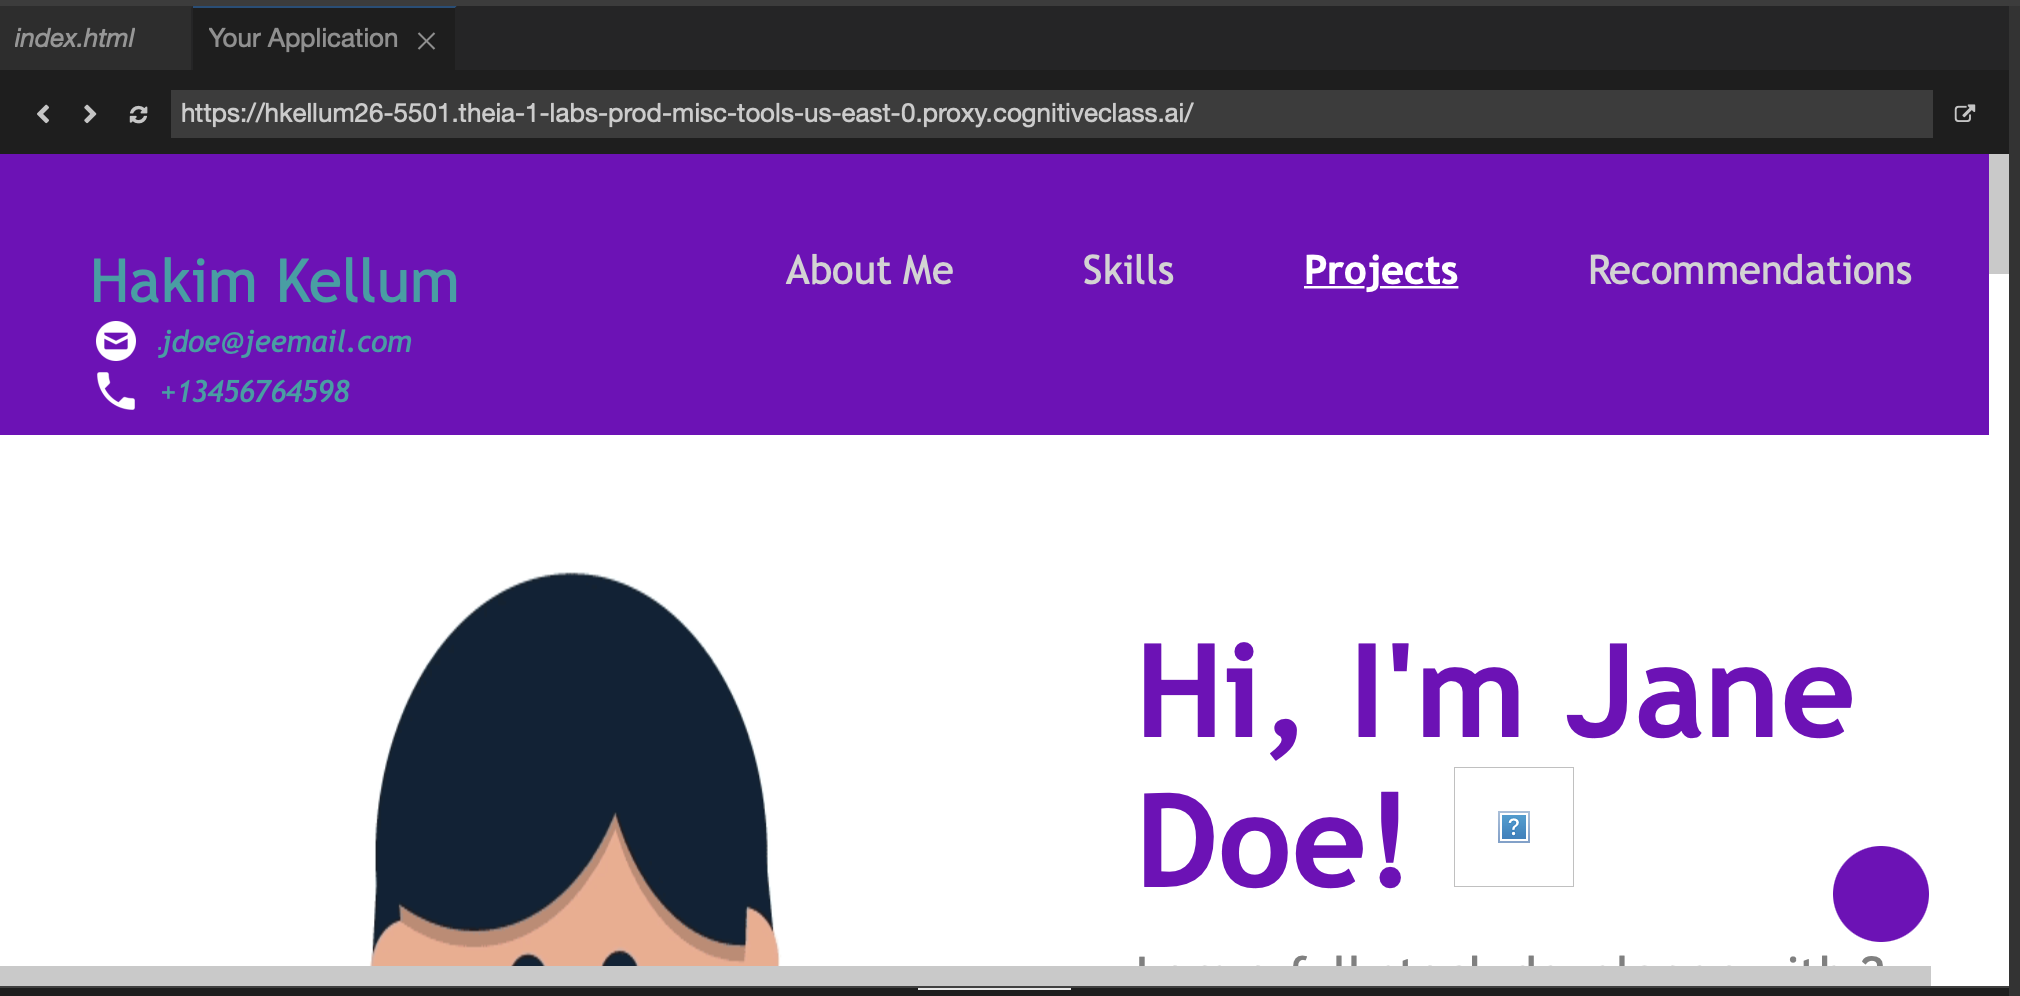 index.html
Your Application
https://hkellum26-5501.theia-1-labs-prod-misc-tools-us-east-0.proxy.cognitiveclass.ai/
Hakim Kellum
About Me
Skills
Projects
Recommendations
jdoe@jeemail.com
+13456764598
Hi, I'm Jane
Doe!